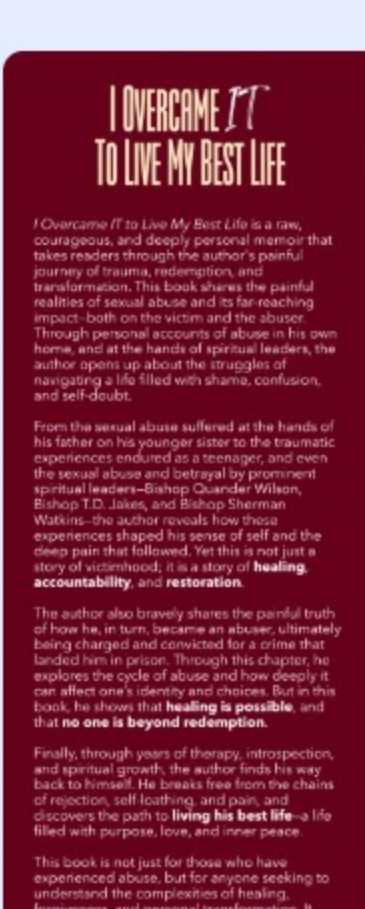 I OVERCAME IT
TO LIVE MY BEST LIFE
I Overcame IT to Live My Best Life is a raw,
courageous, and deeply personal memoir that
takes readers through the author's painful
journey of trauma, redemption, and
transformation. This book shares the painful
realities of sexual abuse and its far-reaching
impact—both on the victim and the abuser.
Through personal accounts of abuse in his own
home, and at the hands of spiritual leaders, the
author opens up about the struggles of
navigating a life filled with shame, confusion,
and self-doubt.
From the sexual abuse suffered at the hands of
his father on his younger sister to the traumatic
experiences endured as a teenager, and even
the sexual abuse and betrayal by prominent
spiritual leaders—Bishop Quander Wilson,
Bishop T.D. Jakes, and Bishop Sherman
Watkins—the author reveals how these
experiences shaped his sense of self and the
deep pain that followed. Yet this is not just a
story of victimhood; it is a story of healing,
accountability, and restoration.
The author also bravely shares the painful truth
of how he, in turn, became an abuser, ultimately
being charged and convicted for a crime that
landed him in prison. Through this chapter, he
explores the cycle of abuse and how deeply it
can affect one's identity and choices. But in this
book, he shows that healing is possible, and
that no one is beyond redemption.
Finally, through years of therapy, introspection,
and spiritual growth, the author finds his way
back to himself. He breaks free from the chains
of rejection, self-loathing, and pain, and
discovers the path to living his best life—a life
filled with purpose, love, and inner peace.
This book is not just for those who have
experienced abuse, but for anyone seeking to
understand the complexities of healing,